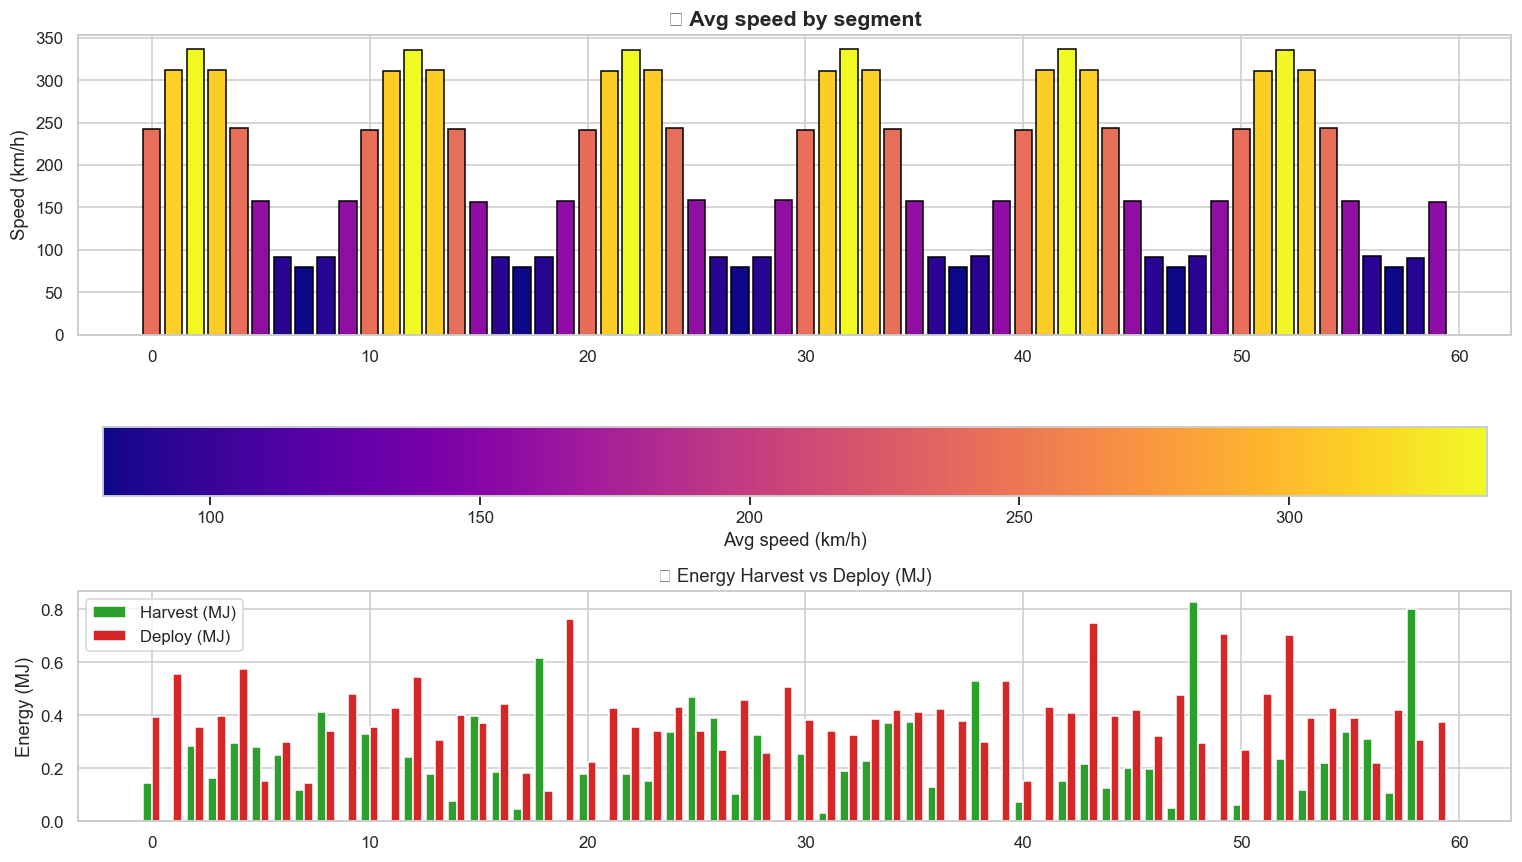 Avg speed by segment
Speed (km/h)
350
300
250
200
150
100
50
0
0 10 20 30 40 50 60
100 150 200 250 300
Avg speed (km/h)
Energy Harvest vs Deploy (MJ)
Harvest (MJ)
Deploy (MJ)
Energy (MJ)
0.8
0.6
0.4
0.2
0.0
0 10 20 30 40 50 60